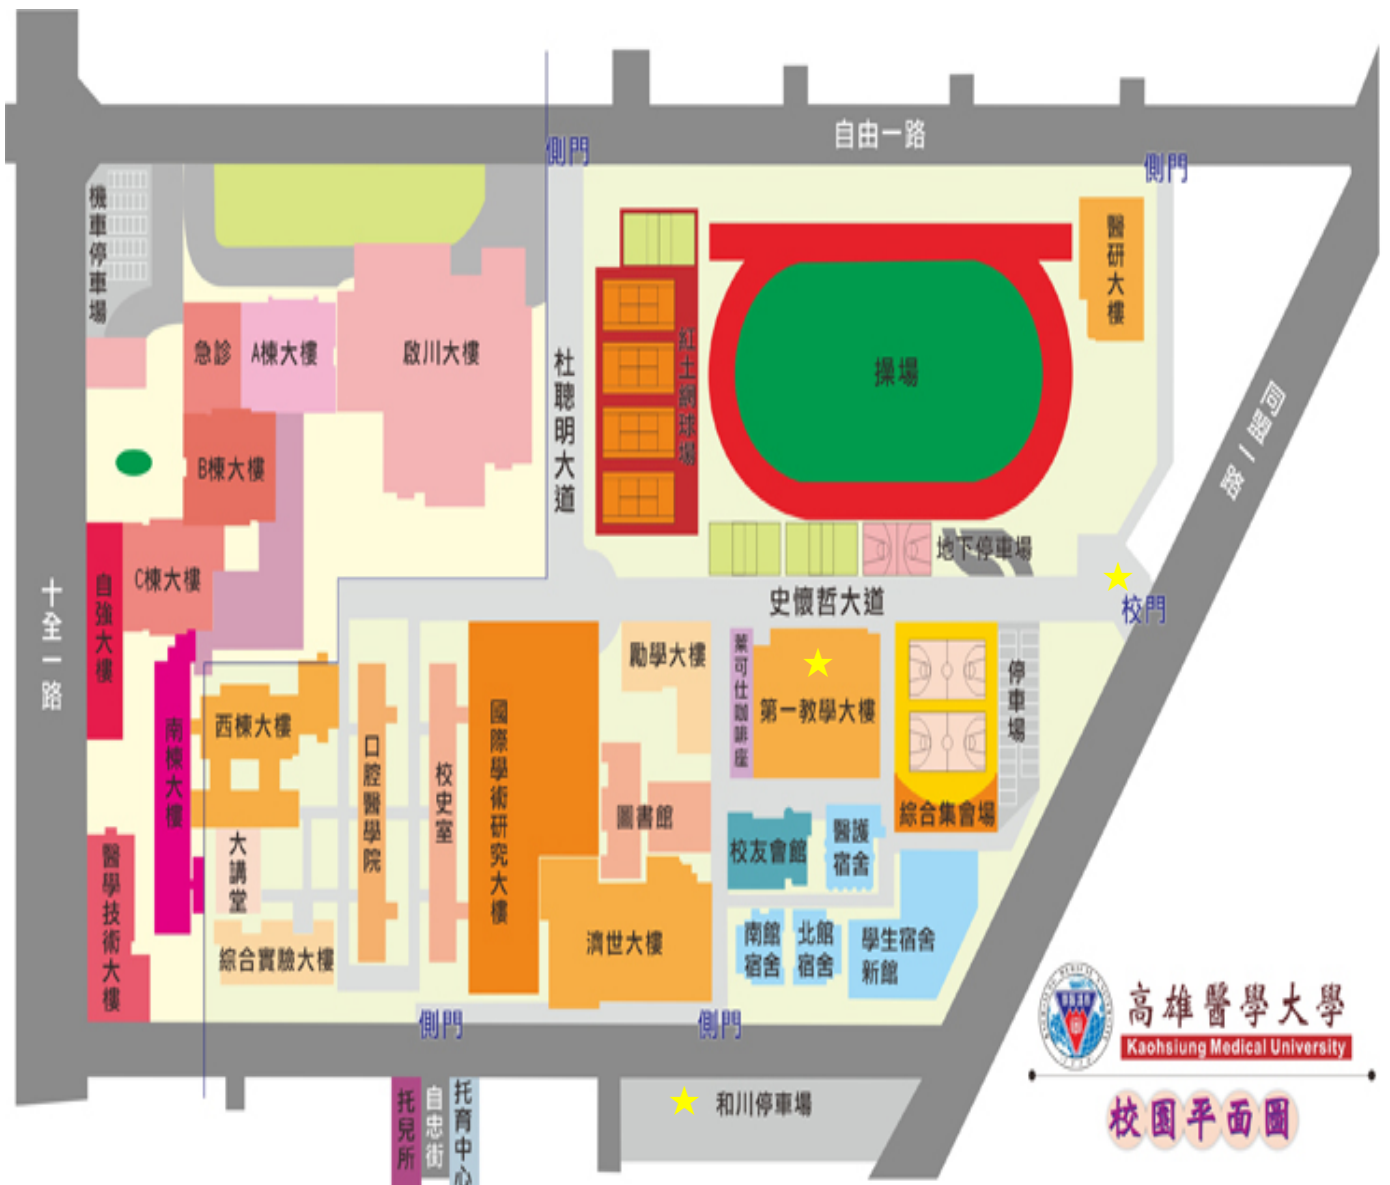 自由一路
側門
側門
機車停車場
醫研大樓
急診
A棟大樓
啟川大樓
杜聰明大道
紅土網球場
操場
同盟一路
B棟大樓
地下停車場
C棟大樓
自強大樓
十全一路
史懷哲大道
校門
勵學大樓
萊可仕咖啡座
第一教學大樓
停車場
南棟大樓
西棟大樓
口腔醫學院
校史室
國際學術研究大樓
圖書館
綜合集會場
校友會館
醫護
宿舍
大講堂
醫學技術大樓
綜合實驗大樓
濟世大樓
南館
宿舍
北館
宿舍
學生宿舍
新館
側門
側門
高雄醫學大學
Kaohsiung Medical University
校園平面圖
托兒所
自忠街
托育中心
和川停車場